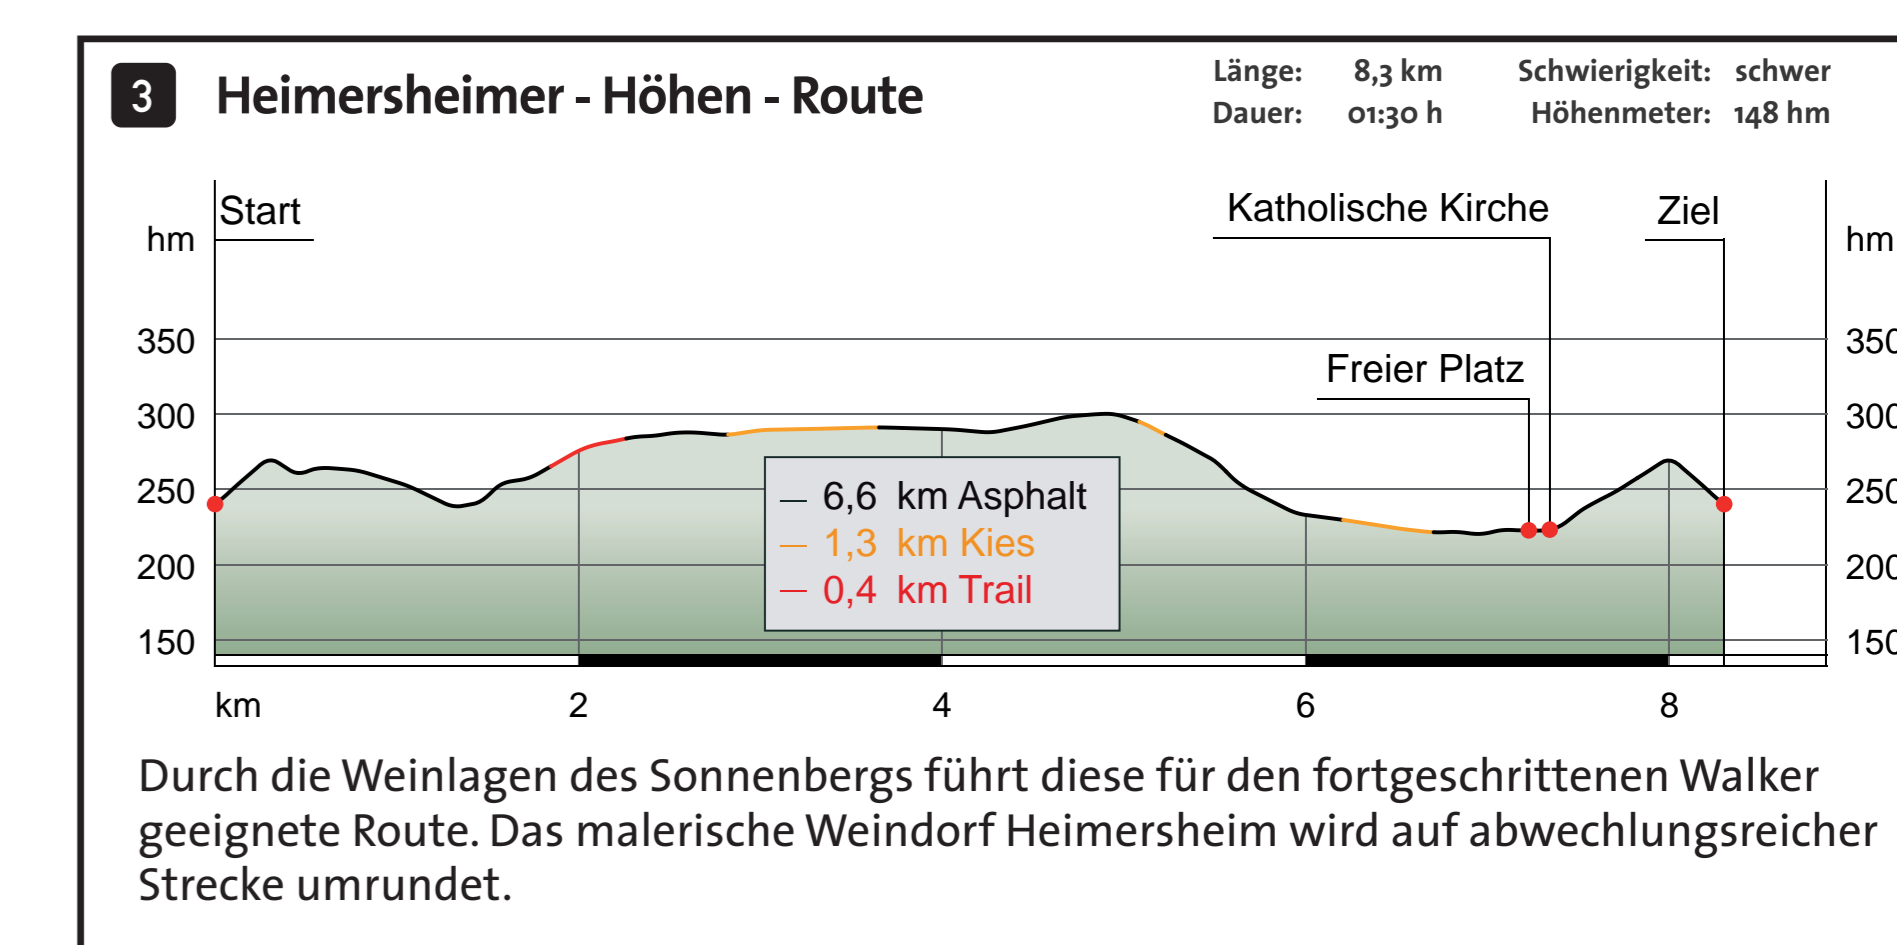 3 Heimersheimer - Höhen - Route
Länge: 8,3 km Schwierigkeit: schwer
Dauer: 01:30 h Höhenmeter: 148 hm
Start Katholische Kirche Ziel
hm hm
350 350
Freier Platz
300 300
250 250
200 200
150 150
6,6 km Asphalt
1,3 km Kies
0,4 km Trail
km 2 4 6 8
Durch die Weinlagen des Sonnenbergs führt diese für den fortgeschrittenen Walker
geeignete Route. Das malerische Weindorf Heimersheim wird auf abwechlungsreicher
Strecke umrundet.